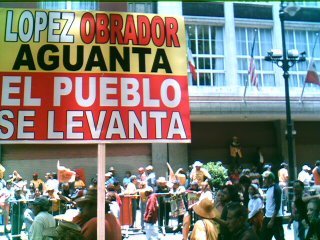 LOPEZ OBRADOR
AGUANTA
EL PUEBLO
SE LEVANTA